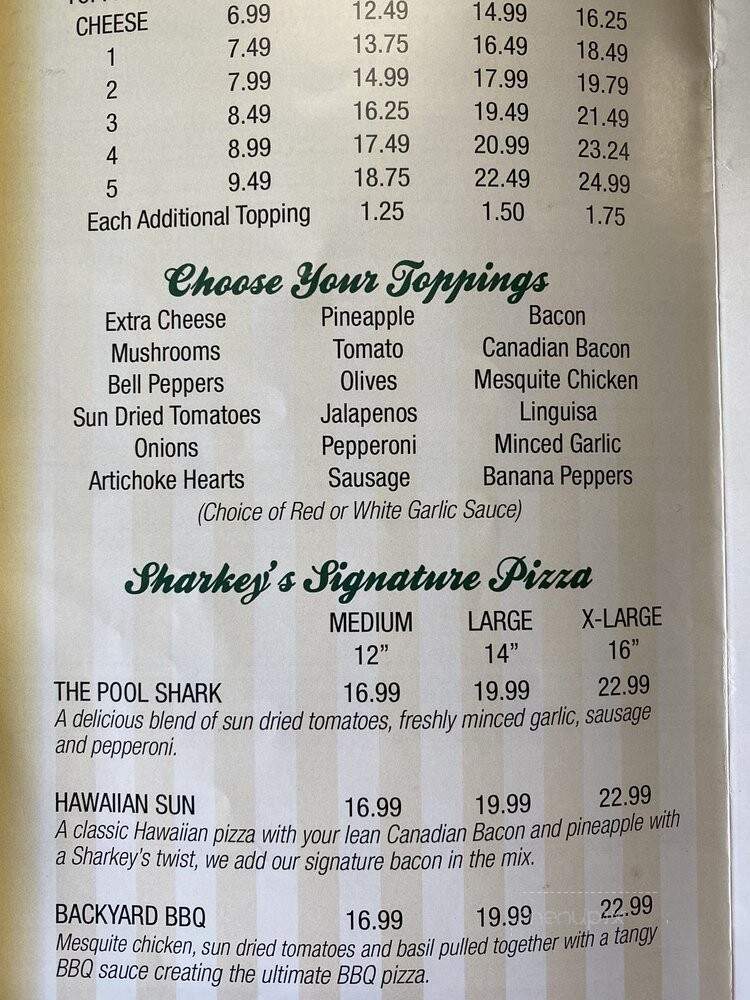 CHEESE 6.99 12.49 14.99 16.25
1 7.49 13.75 16.49 18.49
2 7.99 14.99 17.99 19.79
3 8.49 16.25 19.49 21.49
4 8.99 17.49 20.99 23.24
5 9.49 18.75 22.49 24.99
Each Additional Topping 1.25 1.50 1.75
Choose Your Toppings
Extra Cheese Pineapple Bacon
Mushrooms Tomato Canadian Bacon
Bell Peppers Olives Mesquite Chicken
Sun Dried Tomatoes Jalapenos Linguisa
Onions Pepperoni Minced Garlic
Artichoke Hearts Sausage Banana Peppers
(Choice of Red or White Garlic Sauce)
Sharkey's Signature Pizza
MEDIUM LARGE X-LARGE
12" 14" 16"
THE POOL SHARK 16.99 19.99 22.99
A delicious blend of sun dried tomatoes, freshly minced garlic, sausage
and pepperoni.
HAWAIIAN SUN 16.99 19.99 22.99
A classic Hawaiian pizza with your lean Canadian Bacon and pineapple with
a Sharkey's twist, we add our signature bacon in the mix.
BACKYARD BBQ 16.99 19.99 22.99
Mesquite chicken, sun dried tomatoes and basil pulled together with a tangy
BBQ sauce creating the ultimate BBQ pizza.